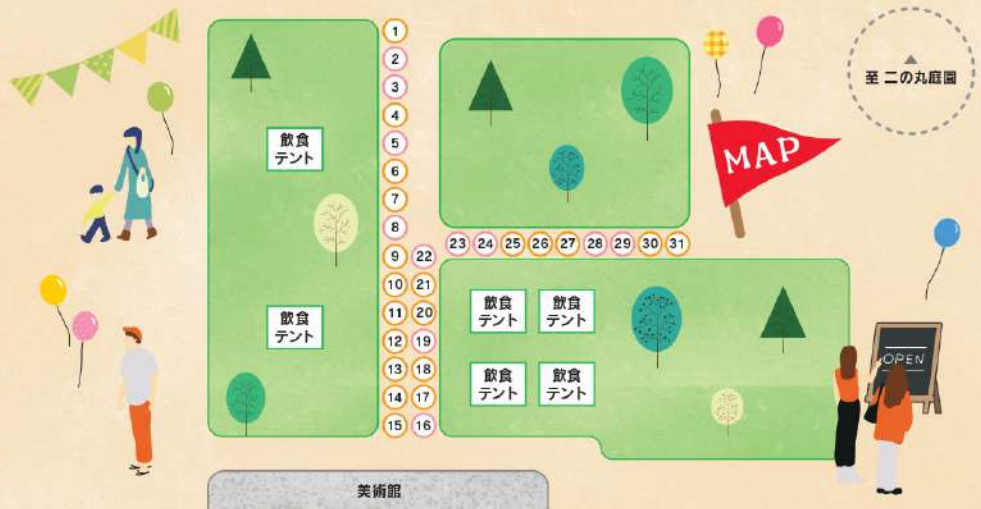 1
2
3
4
5
6
7
8
9 22
10 21
11 20
12 19
13 18
14 17
15 16
23 24 25 26 27 28 29 30 31
飲食
テント
飲食
テント
飲食
テント
飲食
テント
飲食
テント
飲食
テント
MAP
至 二の丸庭園
OPEN
美術館